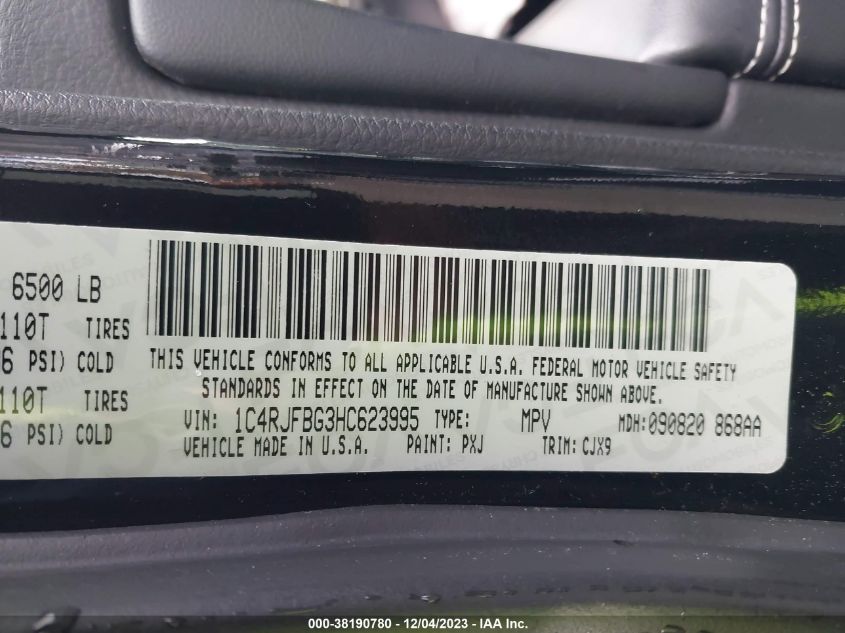 6500 LB
110T TIRES
6 PSI) COLD
110T TIRES
6 PSI) COLD
THIS VEHICLE CONFORMS TO ALL APPLICABLE U.S.A. FEDERAL MOTOR VEHICLE SAFETY
STANDARDS IN EFFECT ON THE DATE OF MANUFACTURE SHOWN ABOVE.
VIN: 1C4RJFBG3HC623995 TYPE: MPV MDH:090820 868AA
VEHICLE MADE IN U.S.A. PAINT: PXJ TRIM: CJX9
000-38190780 - 12/04/2023 - IAA Inc.